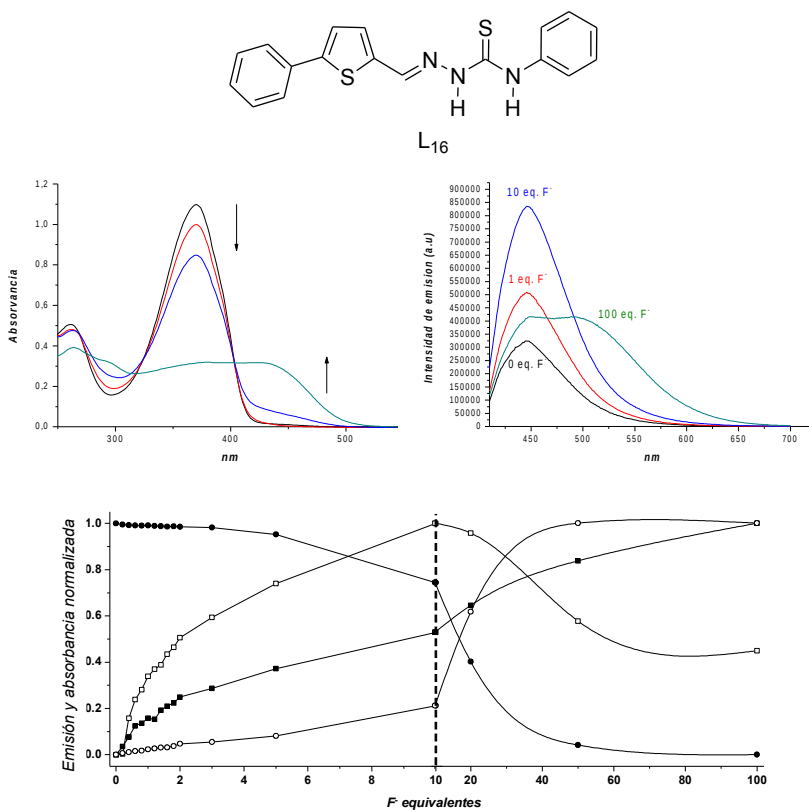 S
N
N
N
S
H
H
L16
1,2
1,0
0,8
0,6
0,4
0,2
0,0
Absorvancia
300
400
500
nm
900000
850000
800000
750000
700000
650000
600000
550000
500000
450000
400000
350000
300000
250000
200000
150000
100000
50000
0
Intensidad de emision (a.u)
10 eq. F-
1 eq. F-
100 eq. F-
0 eq. F-
450
500
550
600
650
700
nm
1.0
0.8
0.6
0.4
0.2
0.0
Emisión y absorbancia normalizada
0
2
4
6
8
10
20
40
60
80
100
F- equivalentes